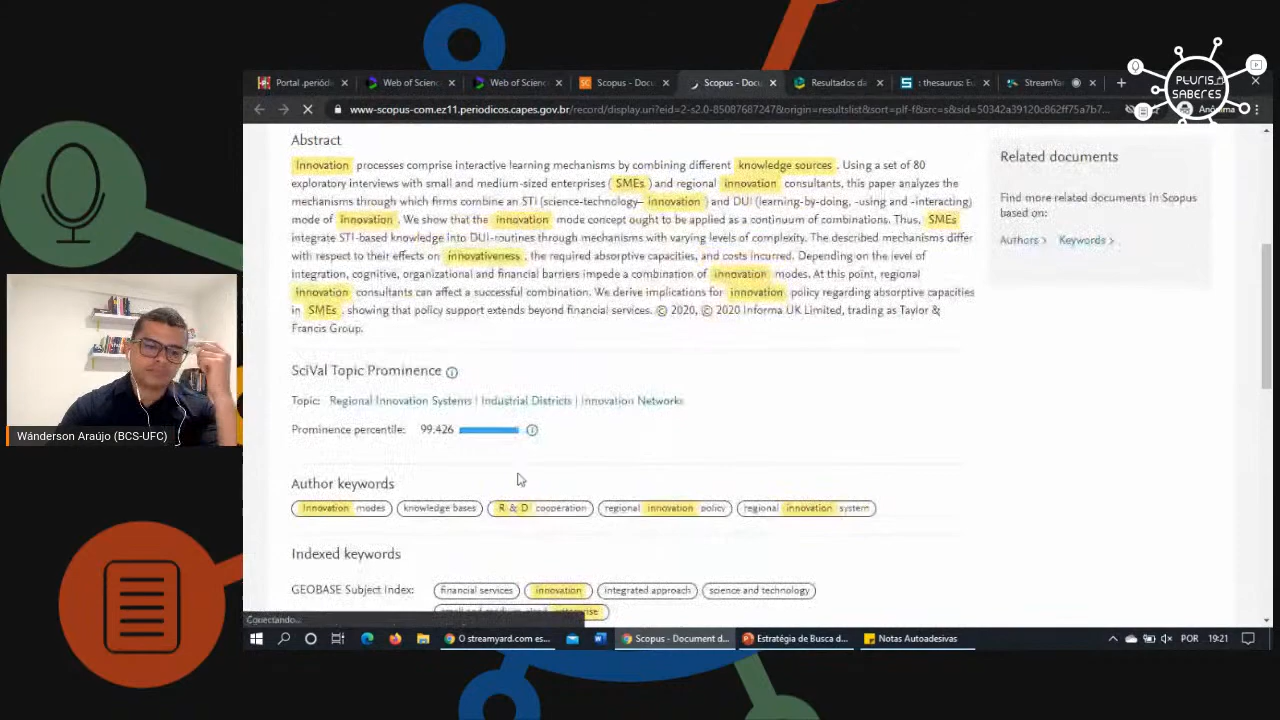 PLURIS
SABERES
Portal .periódi
Web of Scienc
Web of Scienc
Scopus - Docu
Scopus - Docu
Resultados da
: thesaurus: Eu
StreamYa
www-scopus-com.ez11.periodicos.capes.gov.br/record/display.uri?eid=2-s2.0-85087687247&origin=resultslist&sort=plf-f&src=s&sid=50342a39120c862ff75a7b7...
Anônima
Abstract
Innovation processes comprise interactive learning mechanisms by combining different knowledge sources . Using a set of 80
exploratory interviews with small and medium-sized enterprises ( SMEs ) and regional innovation consultants, this paper analyzes the
mechanisms through which firms combine an STI (science-technology– innovation ) and DUI (learning-by-doing, -using and -interacting)
mode of innovation . We show that the innovation mode concept ought to be applied as a continuum of combinations. Thus, SMEs
integrate STI-based knowledge into DUI-routines through mechanisms with varying levels of complexity. The described mechanisms differ
with respect to their effects on innovativeness , the required absorptive capacities, and costs incurred. Depending on the level of
integration, cognitive, organizational and financial barriers impede a combination of innovation modes. At this point, regional
innovation consultants can affect a successful combination. We derive implications for innovation policy regarding absorptive capacities
in SMEs , showing that policy support extends beyond financial services. © 2020, © 2020 Informa UK Limited, trading as Taylor &
Francis Group.
Related documents
Find more related documents in Scopus
based on:
Authors > Keywords >
SciVal Topic Prominence
Topic: Regional Innovation Systems | Industrial Districts | Innovation Networks
Prominence percentile: 99.426
Author keywords
Innovation modes knowledge bases R & D cooperation regional innovation policy regional innovation system
Indexed keywords
GEOBASE Subject Index: financial services innovation integrated approach science and technology
small and medium-sized enterprise
Conectando...
Wánderson Araújo (BCS-UFC)
O streamyard.com es...
Scopus - Document d...
Estratégia de Busca d...
Notas Autoadesivas
POR
19:21